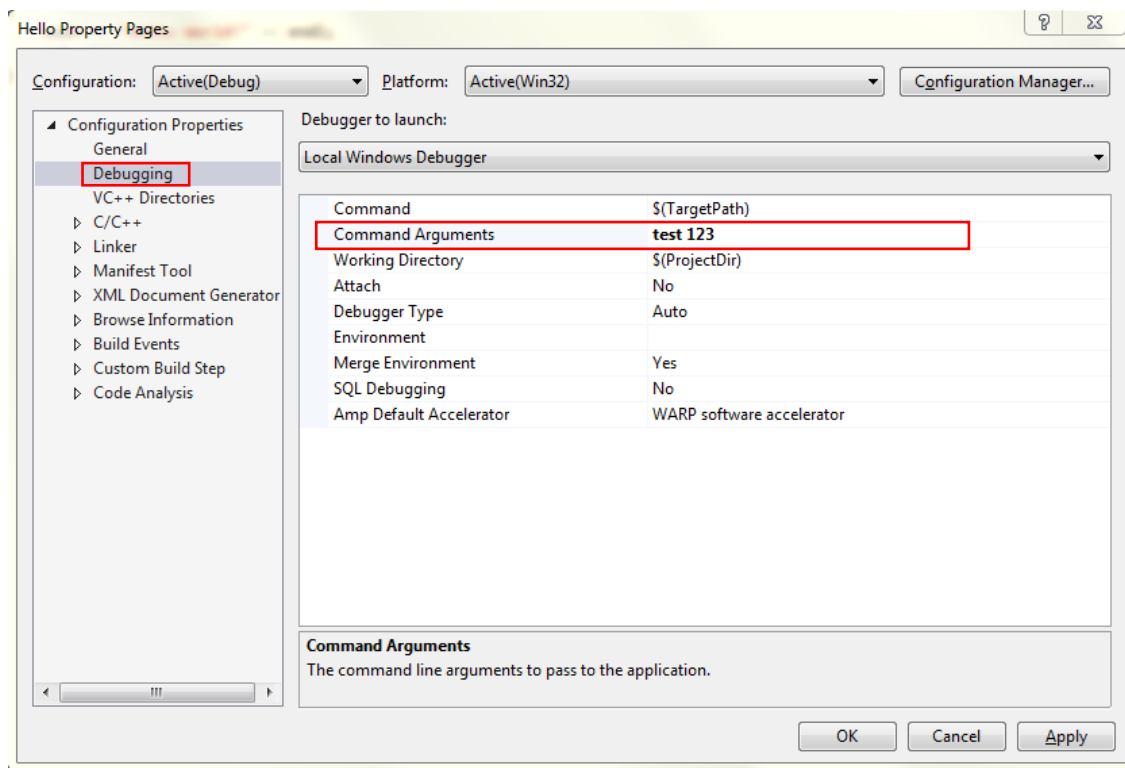 Hello Property Pages
Configuration: Active(Debug) Platform: Active(Win32) Configuration Manager...
Configuration Properties
General
Debugging
VC++ Directories
C/C++
Linker
Manifest Tool
XML Document Generator
Browse Information
Build Events
Custom Build Step
Code Analysis
Debugger to launch:
Local Windows Debugger
Command $(TargetPath)
Command Arguments test 123
Working Directory $(ProjectDir)
Attach No
Debugger Type Auto
Environment
Merge Environment Yes
SQL Debugging No
Amp Default Accelerator WARP software accelerator
Command Arguments
The command line arguments to pass to the application.
OK Cancel Apply